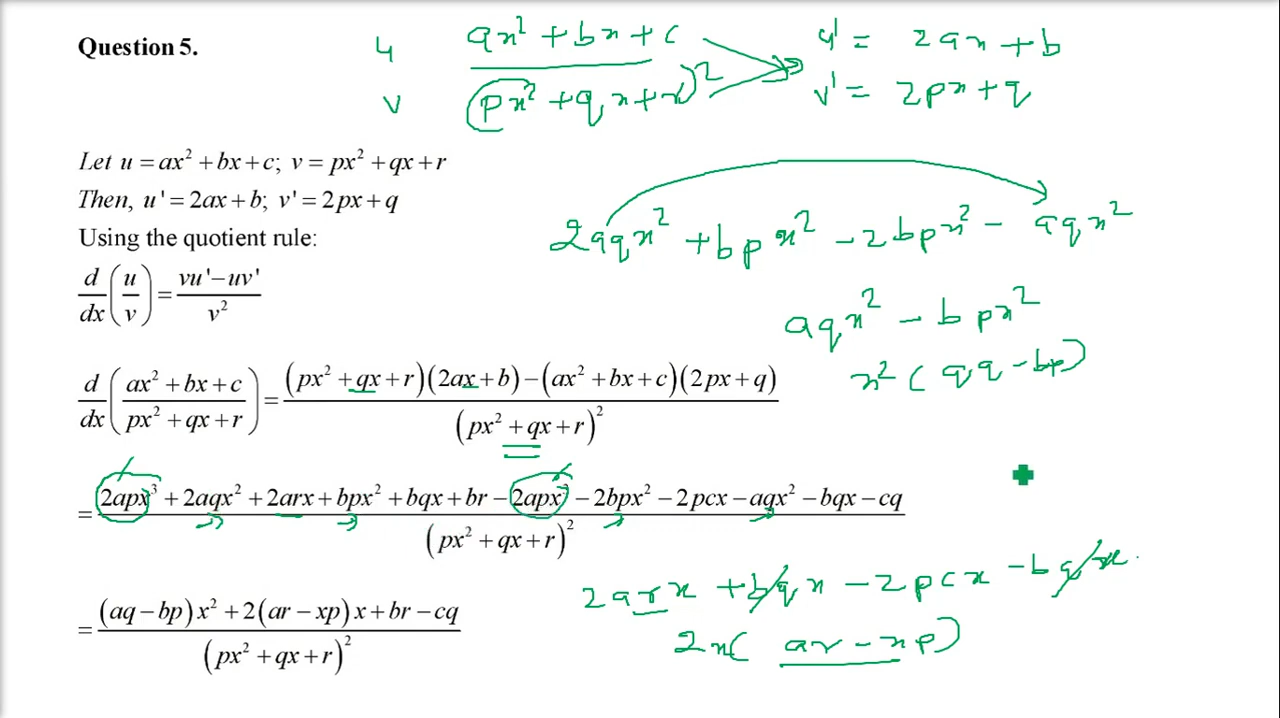 Question 5.
u ax² + bx + c u' = 2ax + b
v (px² + qx + r)² v' = 2px + q
Let u = ax² + bx + c; v = px² + qx + r
Then, u' = 2ax + b; v' = 2px + q
2aqx² + bpx² − 2bpx² − aqx²
Using the quotient rule:
d/dx (u/v) = (vu' − uv')/v²
aqx² − bpx²
x² (aq − bp)
d/dx ((ax² + bx + c)/(px² + qx + r)) = ((px² + qx + r)(2ax + b) − (ax² + bx + c)(2px + q))/(px² + qx + r)²
= (2apx³ + 2aqx² + 2arx + bpx² + bqx + br − 2apx³ − 2bpx² − 2pcx − aqx² − bqx − cq)/(px² + qx + r)²
2arx + bqx − 2pcx − bqx
= ((aq − bp)x² + 2(ar − xp)x + br − cq)/(px² + qx + r)²
2x( ar − xp)